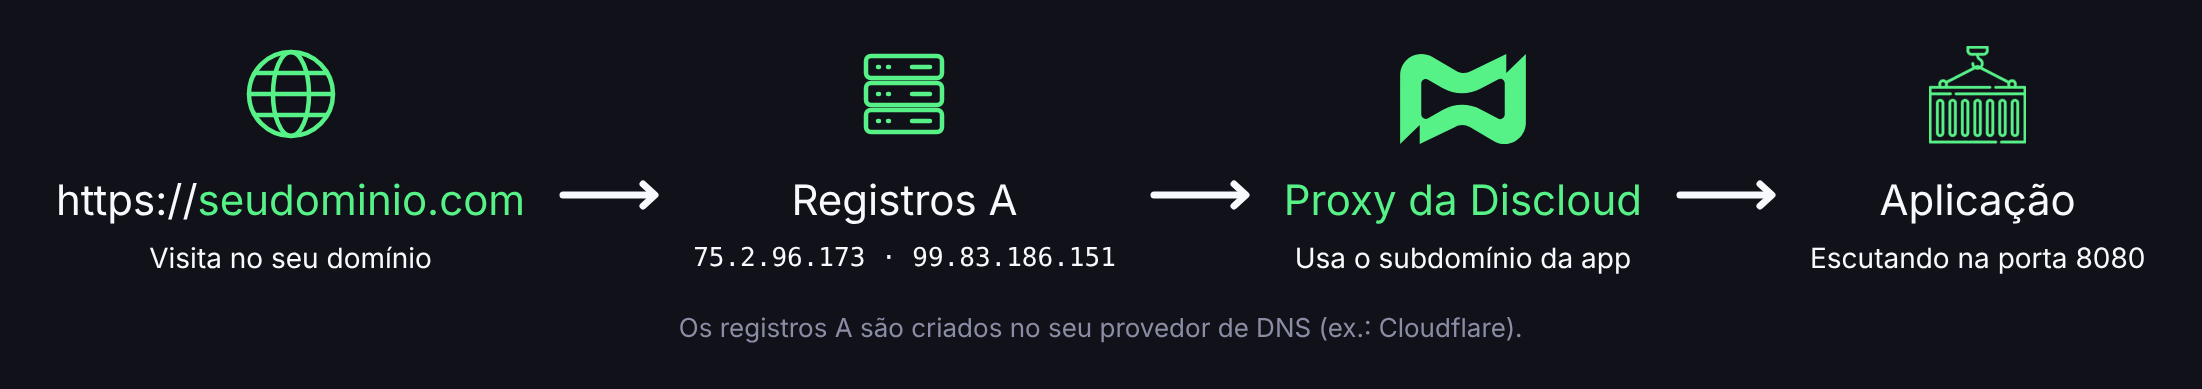 https://seudominio.com
Visita no seu domínio
Registros A
75.2.96.173 · 99.83.186.151
Proxy da Discloud
Usa o subdomínio da app
Aplicação
Escutando na porta 8080
Os registros A são criados no seu provedor de DNS (ex.: Cloudflare).